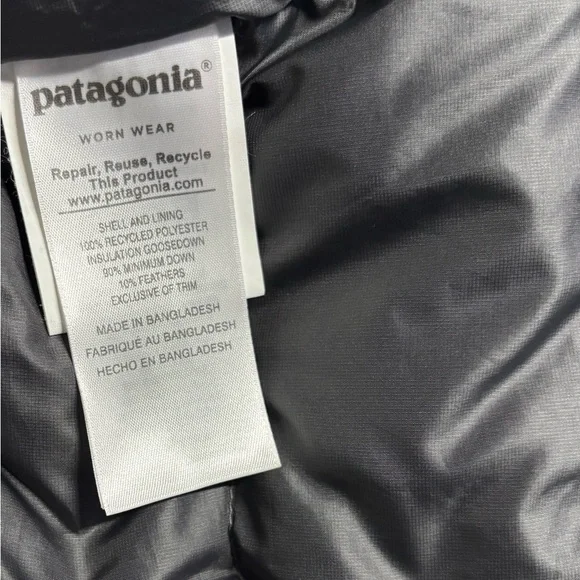 patagonia®
WORN WEAR
Repair, Reuse, Recycle
This Product
www.patagonia.com
SHELL AND LINING
100% RECYCLED POLYESTER
INSULATION GOOSEDOWN
90% MINIMUM DOWN
10% FEATHERS
EXCLUSIVE OF TRIM
MADE IN BANGLADESH
FABRIQUÉ AU BANGLADESH
HECHO EN BANGLADESH